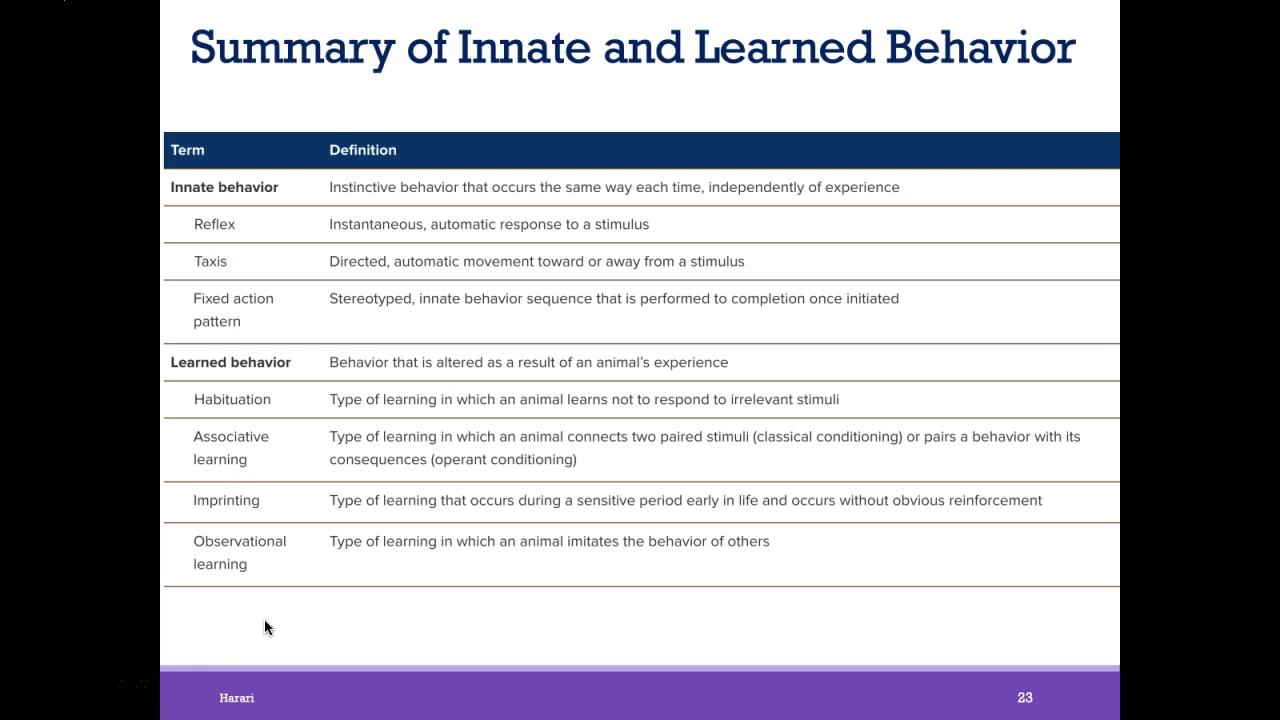 Summary of Innate and Learned Behavior
Term Definition
Innate behavior Instinctive behavior that occurs the same way each time, independently of experience
Reflex Instantaneous, automatic response to a stimulus
Taxis Directed, automatic movement toward or away from a stimulus
Fixed action Stereotyped, innate behavior sequence that is performed to completion once initiated
pattern
Learned behavior Behavior that is altered as a result of an animal’s experience
Habituation Type of learning in which an animal learns not to respond to irrelevant stimuli
Associative Type of learning in which an animal connects two paired stimuli (classical conditioning) or pairs a behavior with its
learning consequences (operant conditioning)
Imprinting Type of learning that occurs during a sensitive period early in life and occurs without obvious reinforcement
Observational Type of learning in which an animal imitates the behavior of others
learning
Harari 23